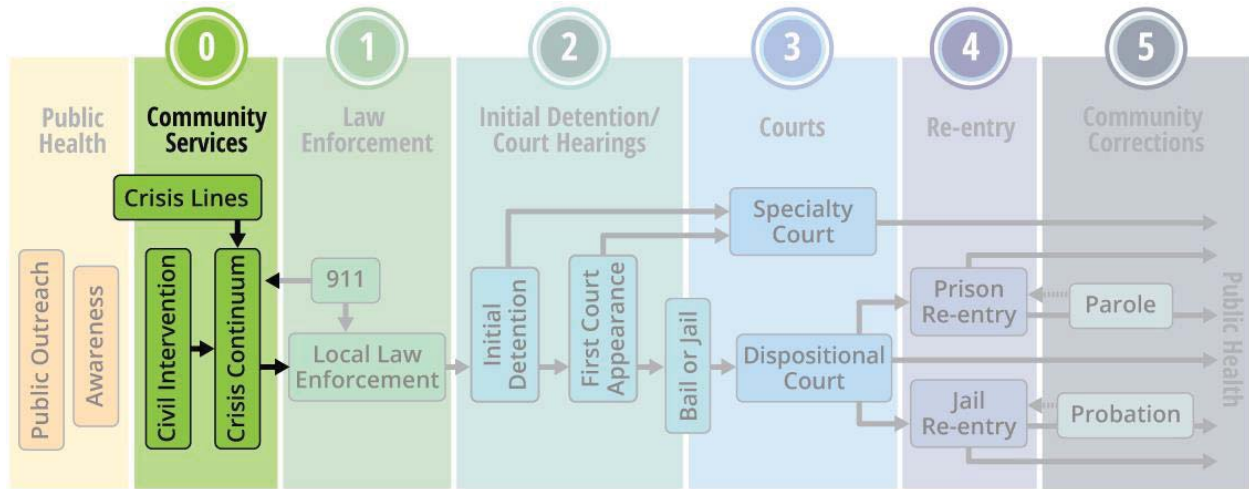 0
1
2
3
4
5
Public
Health
Community
Services
Law
Enforcement
Initial Detention/
Court Hearings
Courts
Re-entry
Community
Corrections
Crisis Lines
Public Outreach
Awareness
Civil Intervention
Crisis Continuum
911
Local Law
Enforcement
Initial
Detention
First Court
Appearance
Bail or Jail
Specialty
Court
Dispositional
Court
Prison
Re-entry
Jail
Re-entry
Parole
Probation
Public Health